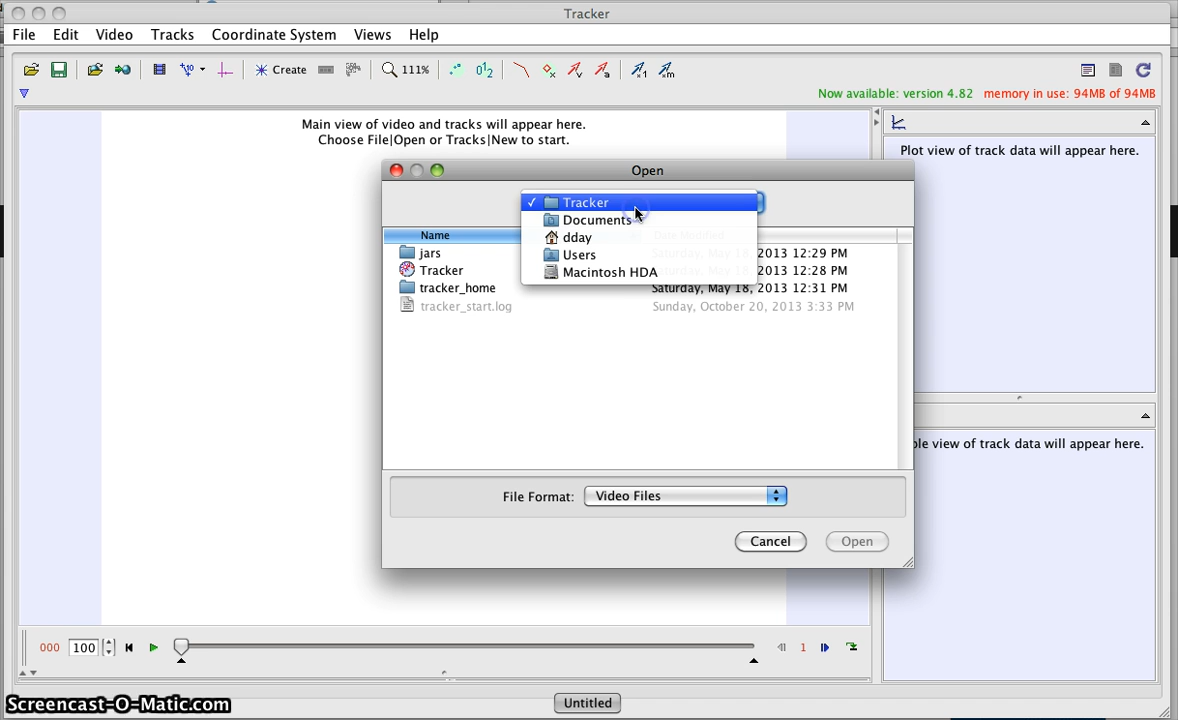 Tracker
File Edit Video Tracks Coordinate System Views Help
Create 111%
Now available: version 4.82 memory in use: 94MB of 94MB
Main view of video and tracks will appear here.
Choose File|Open or Tracks|New to start.
Plot view of track data will appear here.
Open
Tracker
Documents
dday
Users
Macintosh HDA
Name Date Modified
jars Saturday, May 18, 2013 12:29 PM
Tracker Saturday, May 18, 2013 12:28 PM
tracker_home Saturday, May 18, 2013 12:31 PM
tracker_start.log Sunday, October 20, 2013 3:33 PM
ble view of track data will appear here.
File Format: Video Files
Cancel Open
000 100 1
Screencast-O-Matic.com
Untitled